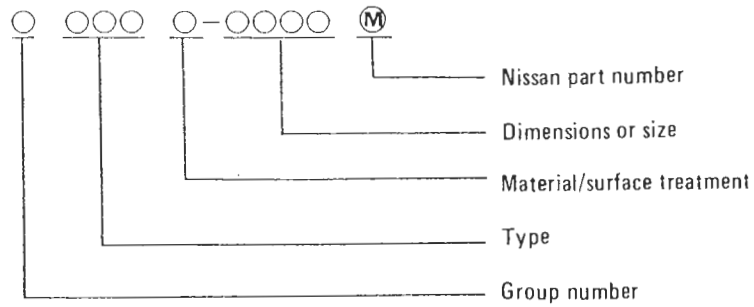 ○ ○○○ ○-○○○○ Ⓜ
Nissan part number
Dimensions or size
Material/surface treatment
Type
Group number